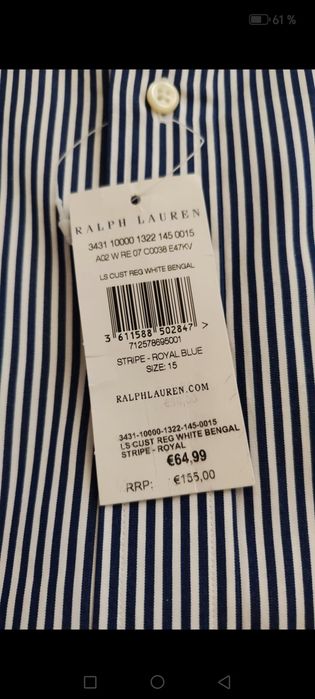 61 %
RALPH LAUREN
3431 10000 1322 145 0015
A02 W RE 07 C0038 E47KV
LS CUST REG WHITE BENGAL
3 611588 502847 >
712578695001
STRIPE - ROYAL BLUE
SIZE: 15
RALPHLAUREN.COM
3431-10000-1322-145-0015
LS CUST REG WHITE BENGAL
STRIPE - ROYAL
€64,99
RRP: €155,00